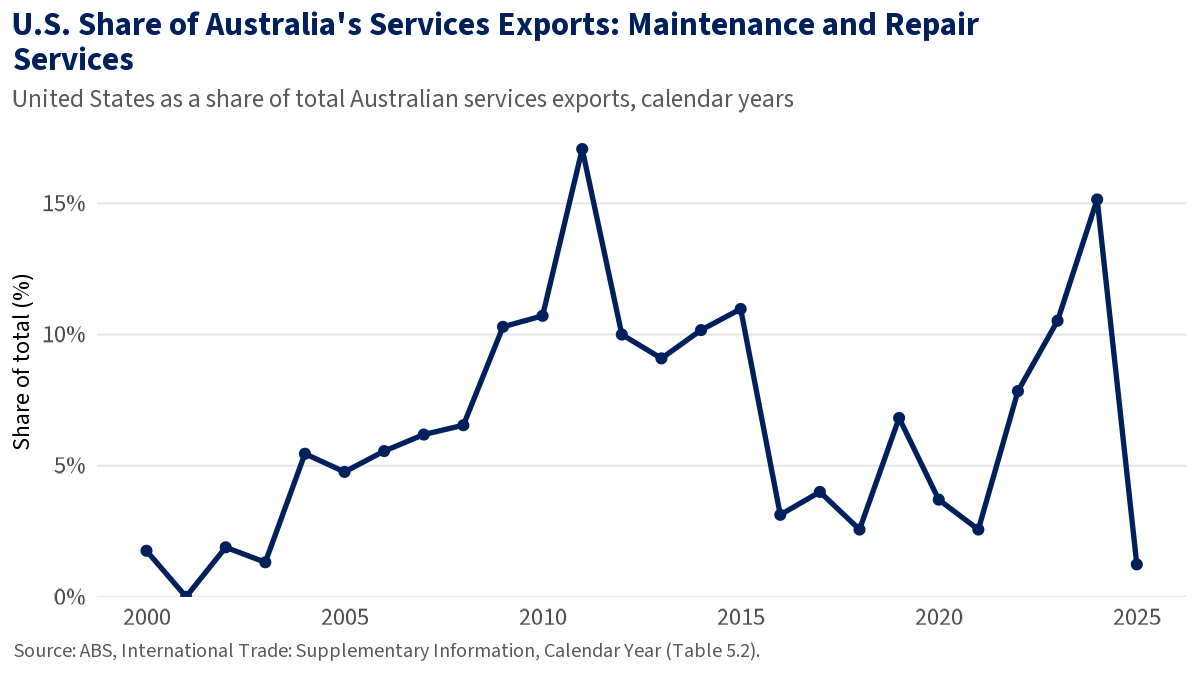 U.S. Share of Australia's Services Exports: Maintenance and Repair
Services
United States as a share of total Australian services exports, calendar years
Share of total (%)
15%
10%
5%
0%
2000
2005
2010
2015
2020
2025
Source: ABS, International Trade: Supplementary Information, Calendar Year (Table 5.2).